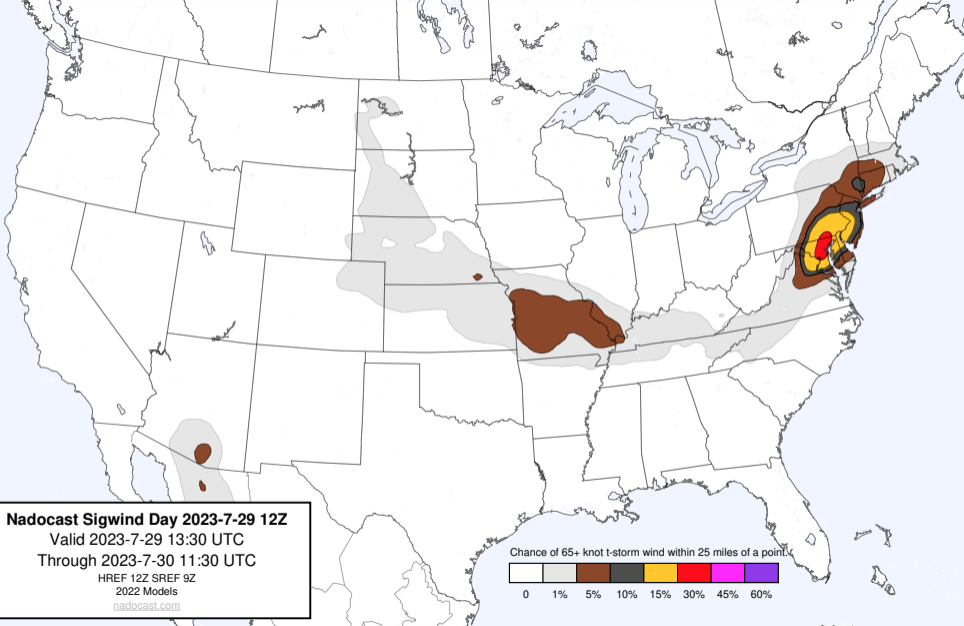 Nadocast Sigwind Day 2023-7-29 12Z
Valid 2023-7-29 13:30 UTC
Through 2023-7-30 11:30 UTC
HREF 12Z SREF 9Z
2022 Models
nadocast.com
Chance of 65+ knot t-storm wind within 25 miles of a point.
0 1% 5% 10% 15% 30% 45% 60%